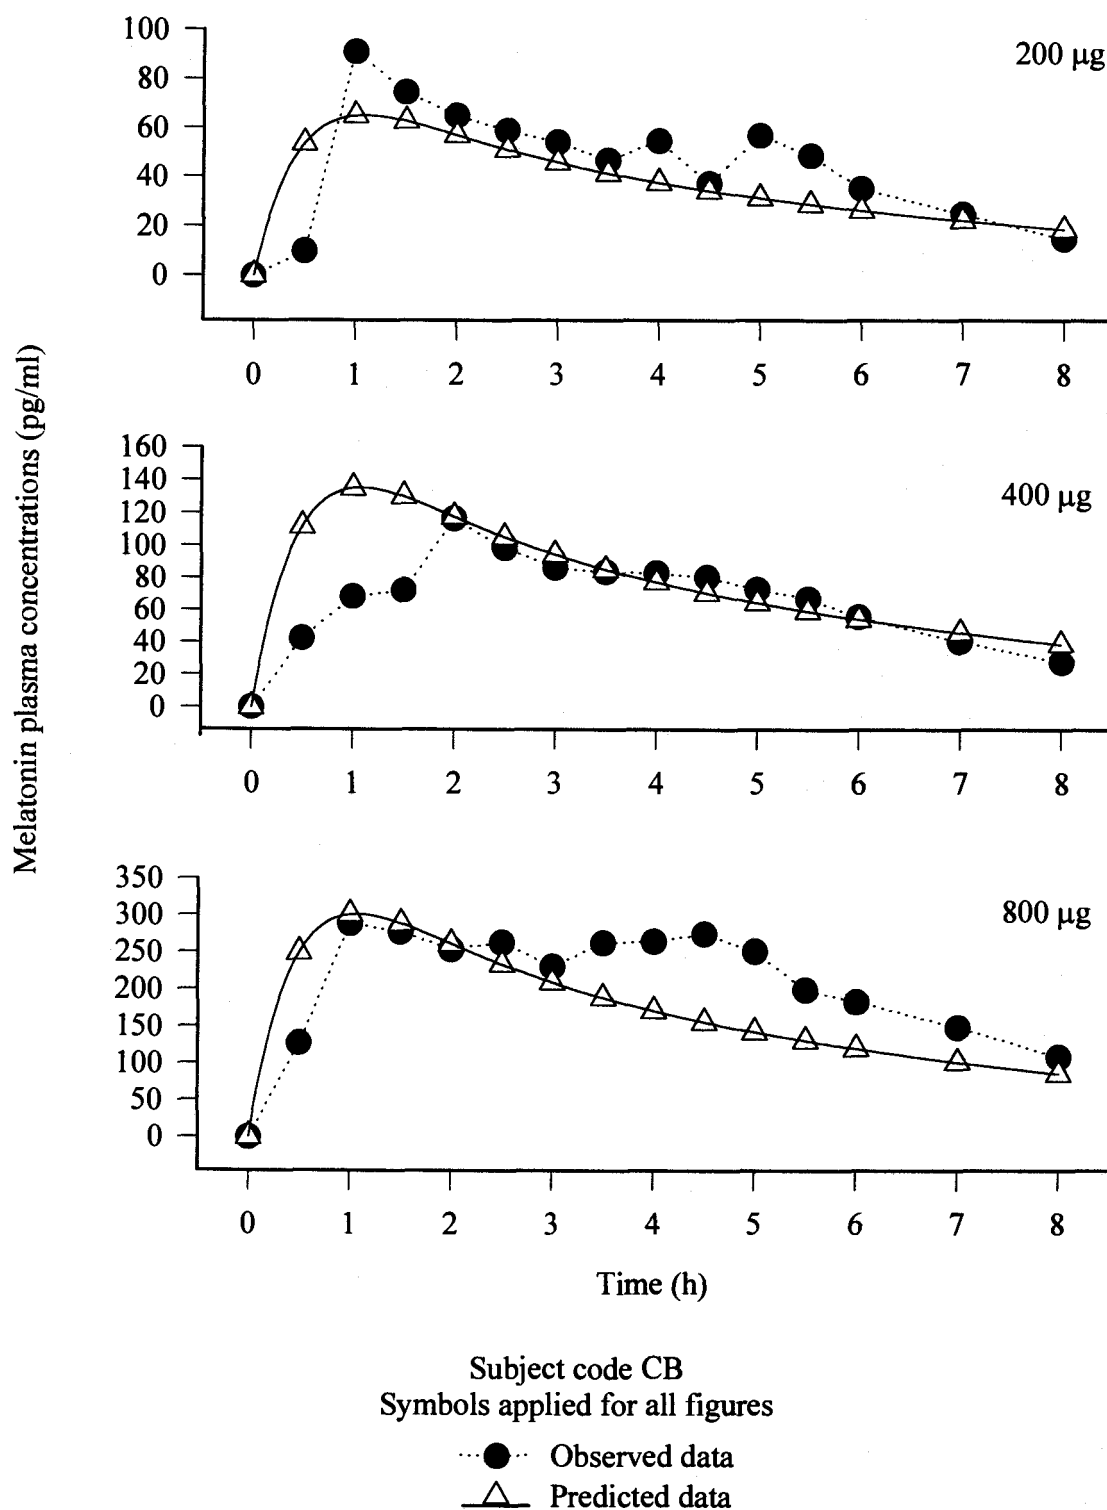 Melatonin plasma concentrations (pg/ml)
200 µg
100
80
60
40
20
0
0 1 2 3 4 5 6 7 8
400 µg
160
140
120
100
80
60
40
20
0
0 1 2 3 4 5 6 7 8
800 µg
350
300
250
200
150
100
50
0
0 1 2 3 4 5 6 7 8
Time (h)
Subject code CB
Symbols applied for all figures
Observed data
Predicted data